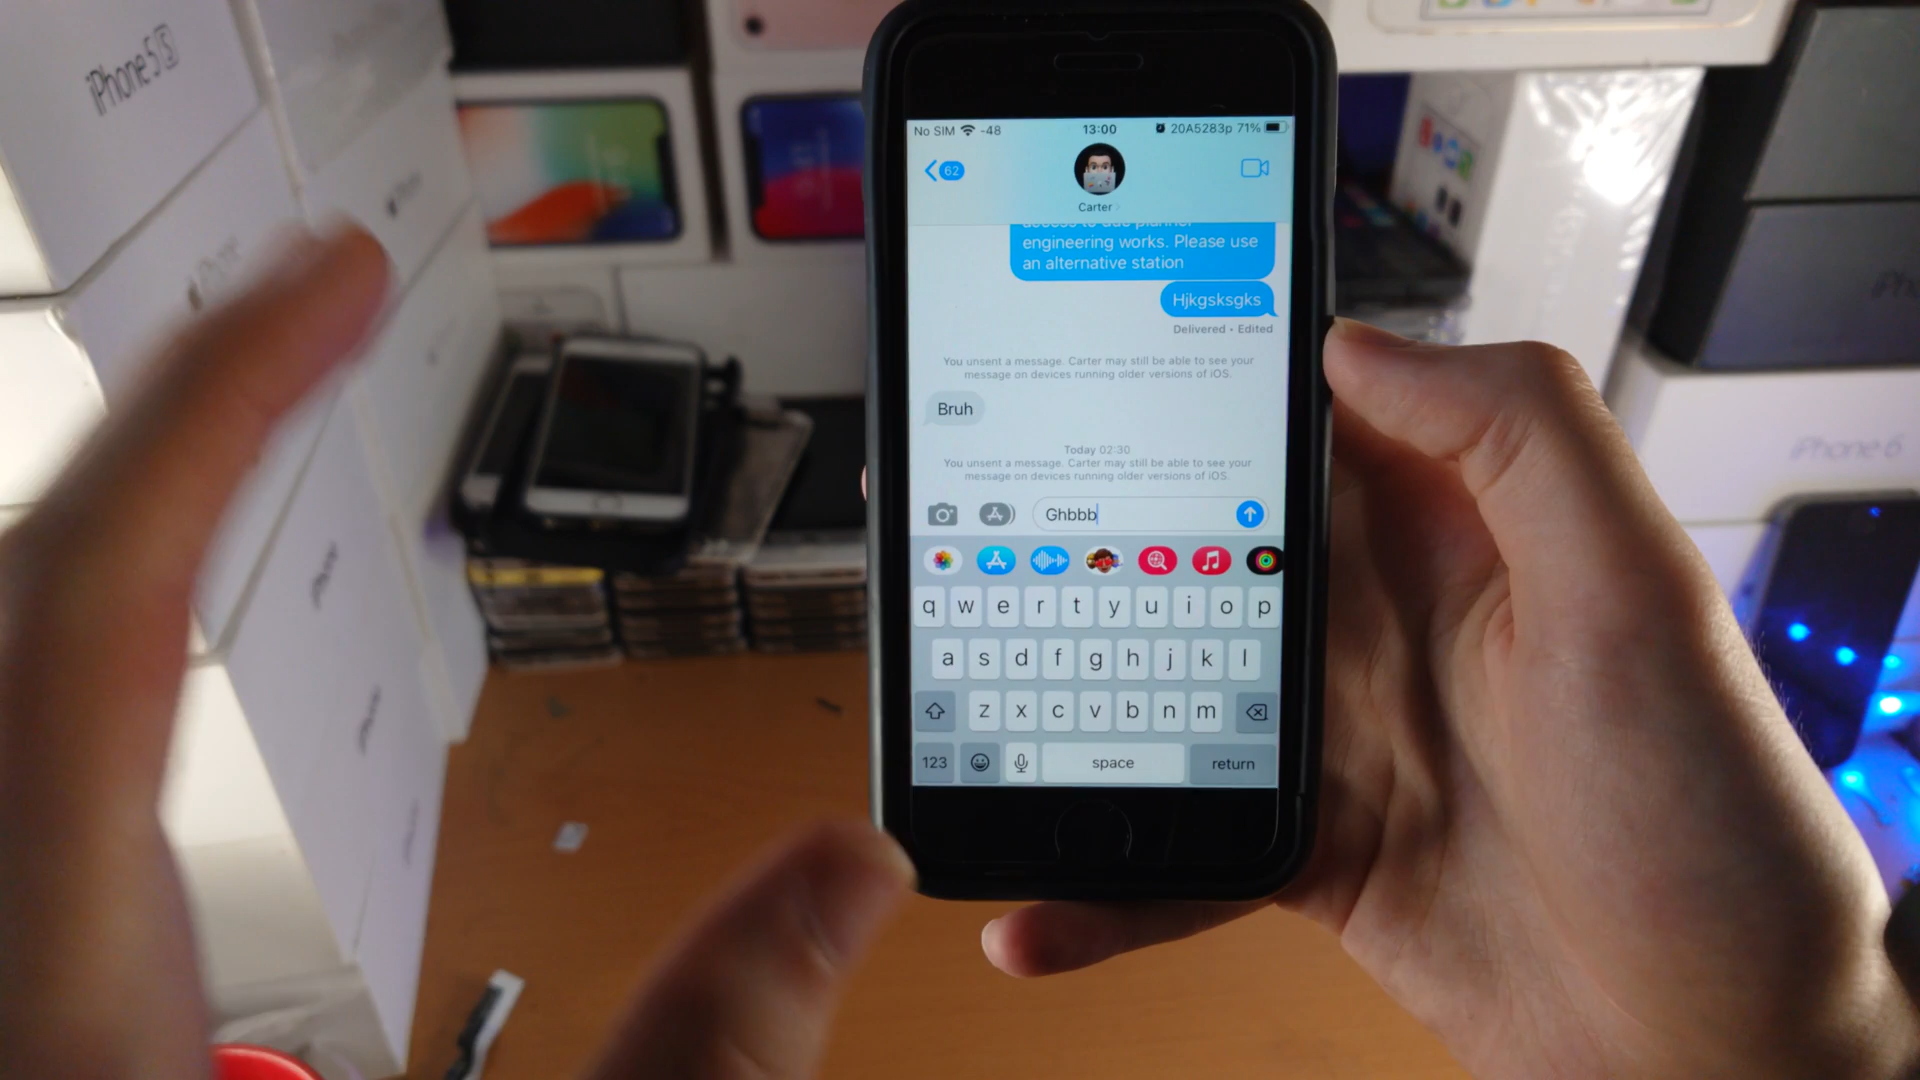 iPhone 5s
iPhone
No SIM -48 13:00 20A5283p 71%
62
Carter
engineering works. Please use
an alternative station
Hjkgsksgks
Delivered • Edited
You unsent a message. Carter may still be able to see your
message on devices running older versions of iOS.
Bruh
Today 02:30
You unsent a message. Carter may still be able to see your
message on devices running older versions of iOS.
Ghbbb
q w e r t y u i o p
a s d f g h j k l
z x c v b n m
123 space return
iPhone 6